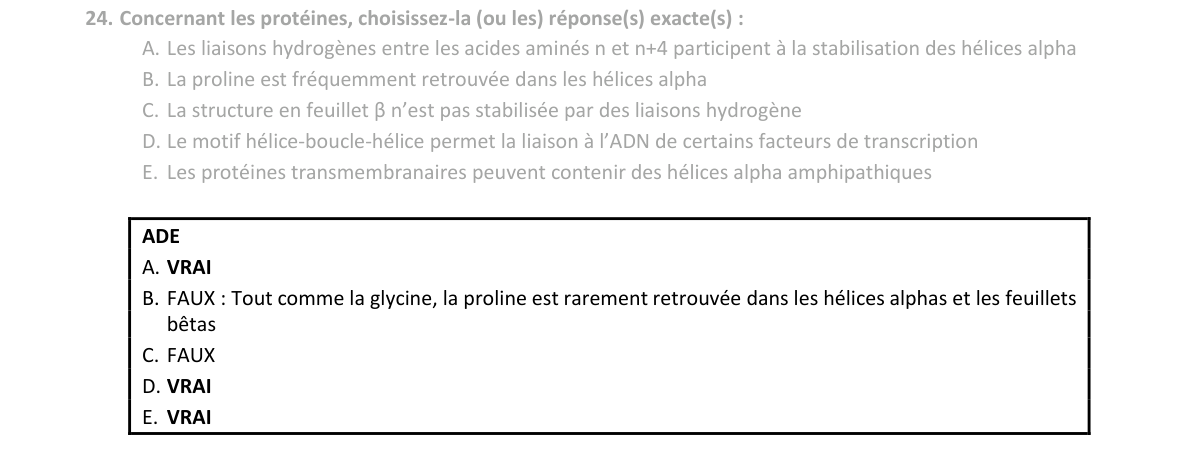 24. Concernant les protéines, choisissez-la (ou les) réponse(s) exacte(s) :
A. Les liaisons hydrogènes entre les acides aminés n et n+4 participent à la stabilisation des hélices alpha
B. La proline est fréquemment retrouvée dans les hélices alpha
C. La structure en feuillet β n’est pas stabilisée par des liaisons hydrogène
D. Le motif hélice-boucle-hélice permet la liaison à l’ADN de certains facteurs de transcription
E. Les protéines transmembranaires peuvent contenir des hélices alpha amphipathiques
ADE
A. VRAI
B. FAUX : Tout comme la glycine, la proline est rarement retrouvée dans les hélices alphas et les feuillets
bêtas
C. FAUX
D. VRAI
E. VRAI